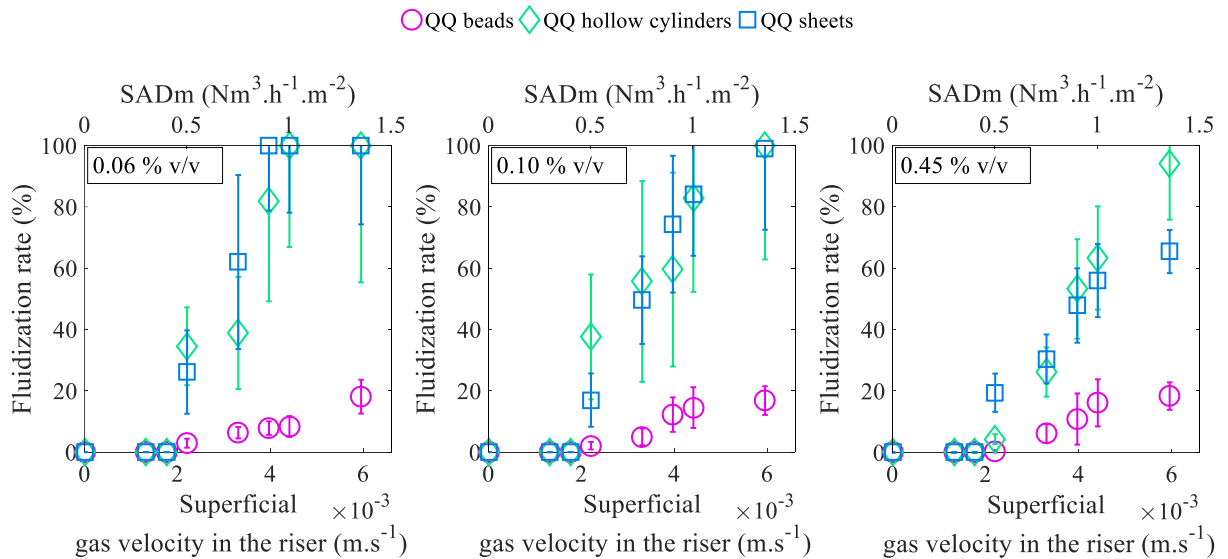 QQ beads QQ hollow cylinders QQ sheets
SADm (Nm³.h⁻¹.m⁻²)
0 0.5 1 1.5
0.06 % v/v
Fluidization rate (%)
100
80
60
40
20
0
0 2 4 6
Superficial ×10⁻³
gas velocity in the riser (m.s⁻¹)
SADm (Nm³.h⁻¹.m⁻²)
0 0.5 1 1.5
0.10 % v/v
Fluidization rate (%)
100
80
60
40
20
0
0 2 4 6
Superficial ×10⁻³
gas velocity in the riser (m.s⁻¹)
SADm (Nm³.h⁻¹.m⁻²)
0 0.5 1 1.5
0.45 % v/v
Fluidization rate (%)
100
80
60
40
20
0
0 2 4 6
Superficial ×10⁻³
gas velocity in the riser (m.s⁻¹)